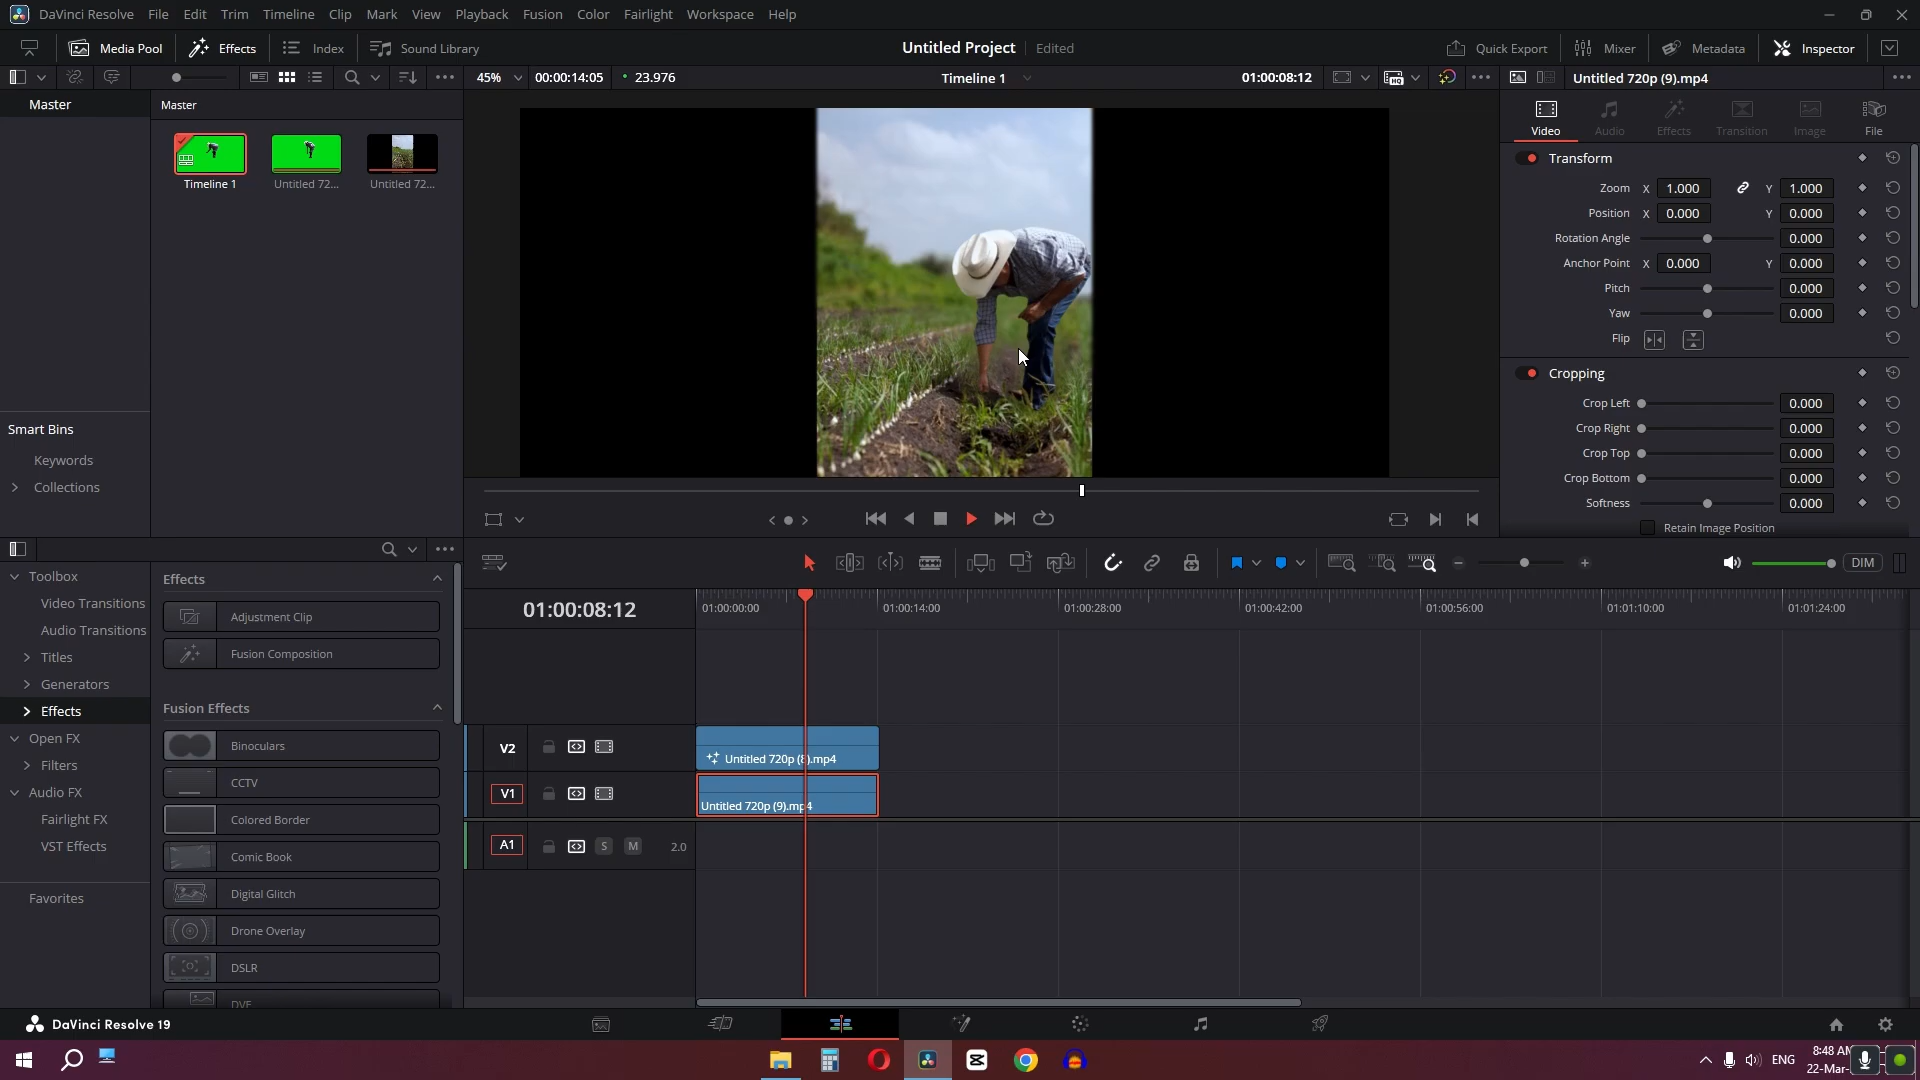 DaVinci Resolve File Edit Trim Timeline Clip Mark View Playback Fusion Color Fairlight Workspace Help
Media Pool Effects Index Sound Library Untitled Project Edited Quick Export Mixer Metadata Inspector
45% 00:00:14:05 23.976 Timeline 1 01:00:08:12 Untitled 720p (9).mp4
Master Master
Video Audio Effects Transition Image File
Timeline 1 Untitled 72... Untitled 72...
Transform
Zoom X 1.000 Y 1.000
Position X 0.000 Y 0.000
Rotation Angle 0.000
Anchor Point X 0.000 Y 0.000
Pitch 0.000
Yaw 0.000
Flip
Cropping
Crop Left 0.000
Crop Right 0.000
Crop Top 0.000
Crop Bottom 0.000
Softness 0.000
Retain Image Position
Smart Bins
Keywords
Collections
Toolbox
Video Transitions
Audio Transitions
Titles
Generators
Effects
Open FX
Filters
Audio FX
Fairlight FX
VST Effects
Favorites
Effects
Adjustment Clip
Fusion Composition
Fusion Effects
Binoculars
CCTV
Colored Border
Comic Book
Digital Glitch
Drone Overlay
DSLR
DVE
DIM
01:00:08:12 01:00:00:00 01:00:14:00 01:00:28:00 01:00:42:00 01:00:56:00 01:01:10:00 01:01:24:00
V2 Untitled 720p (8).mp4
V1 Untitled 720p (9).mp4
A1 S M 2.0
DaVinci Resolve 19
ENG 8:48 AM
22-Mar-